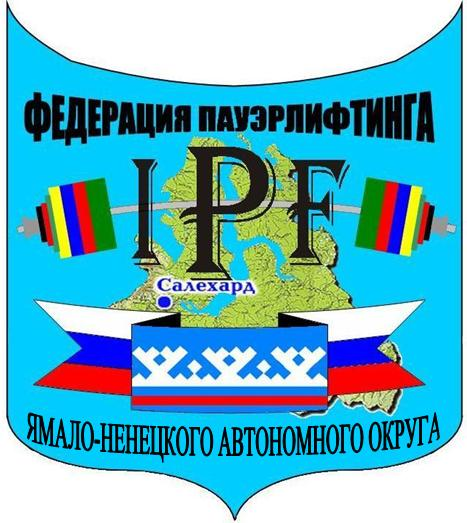 ФЕДЕРАЦИЯ ПАУЭРЛИФТИНГА
IPF
Салехард
ЯМАЛО-НЕНЕЦКОГО АВТОНОМНОГО ОКРУГА